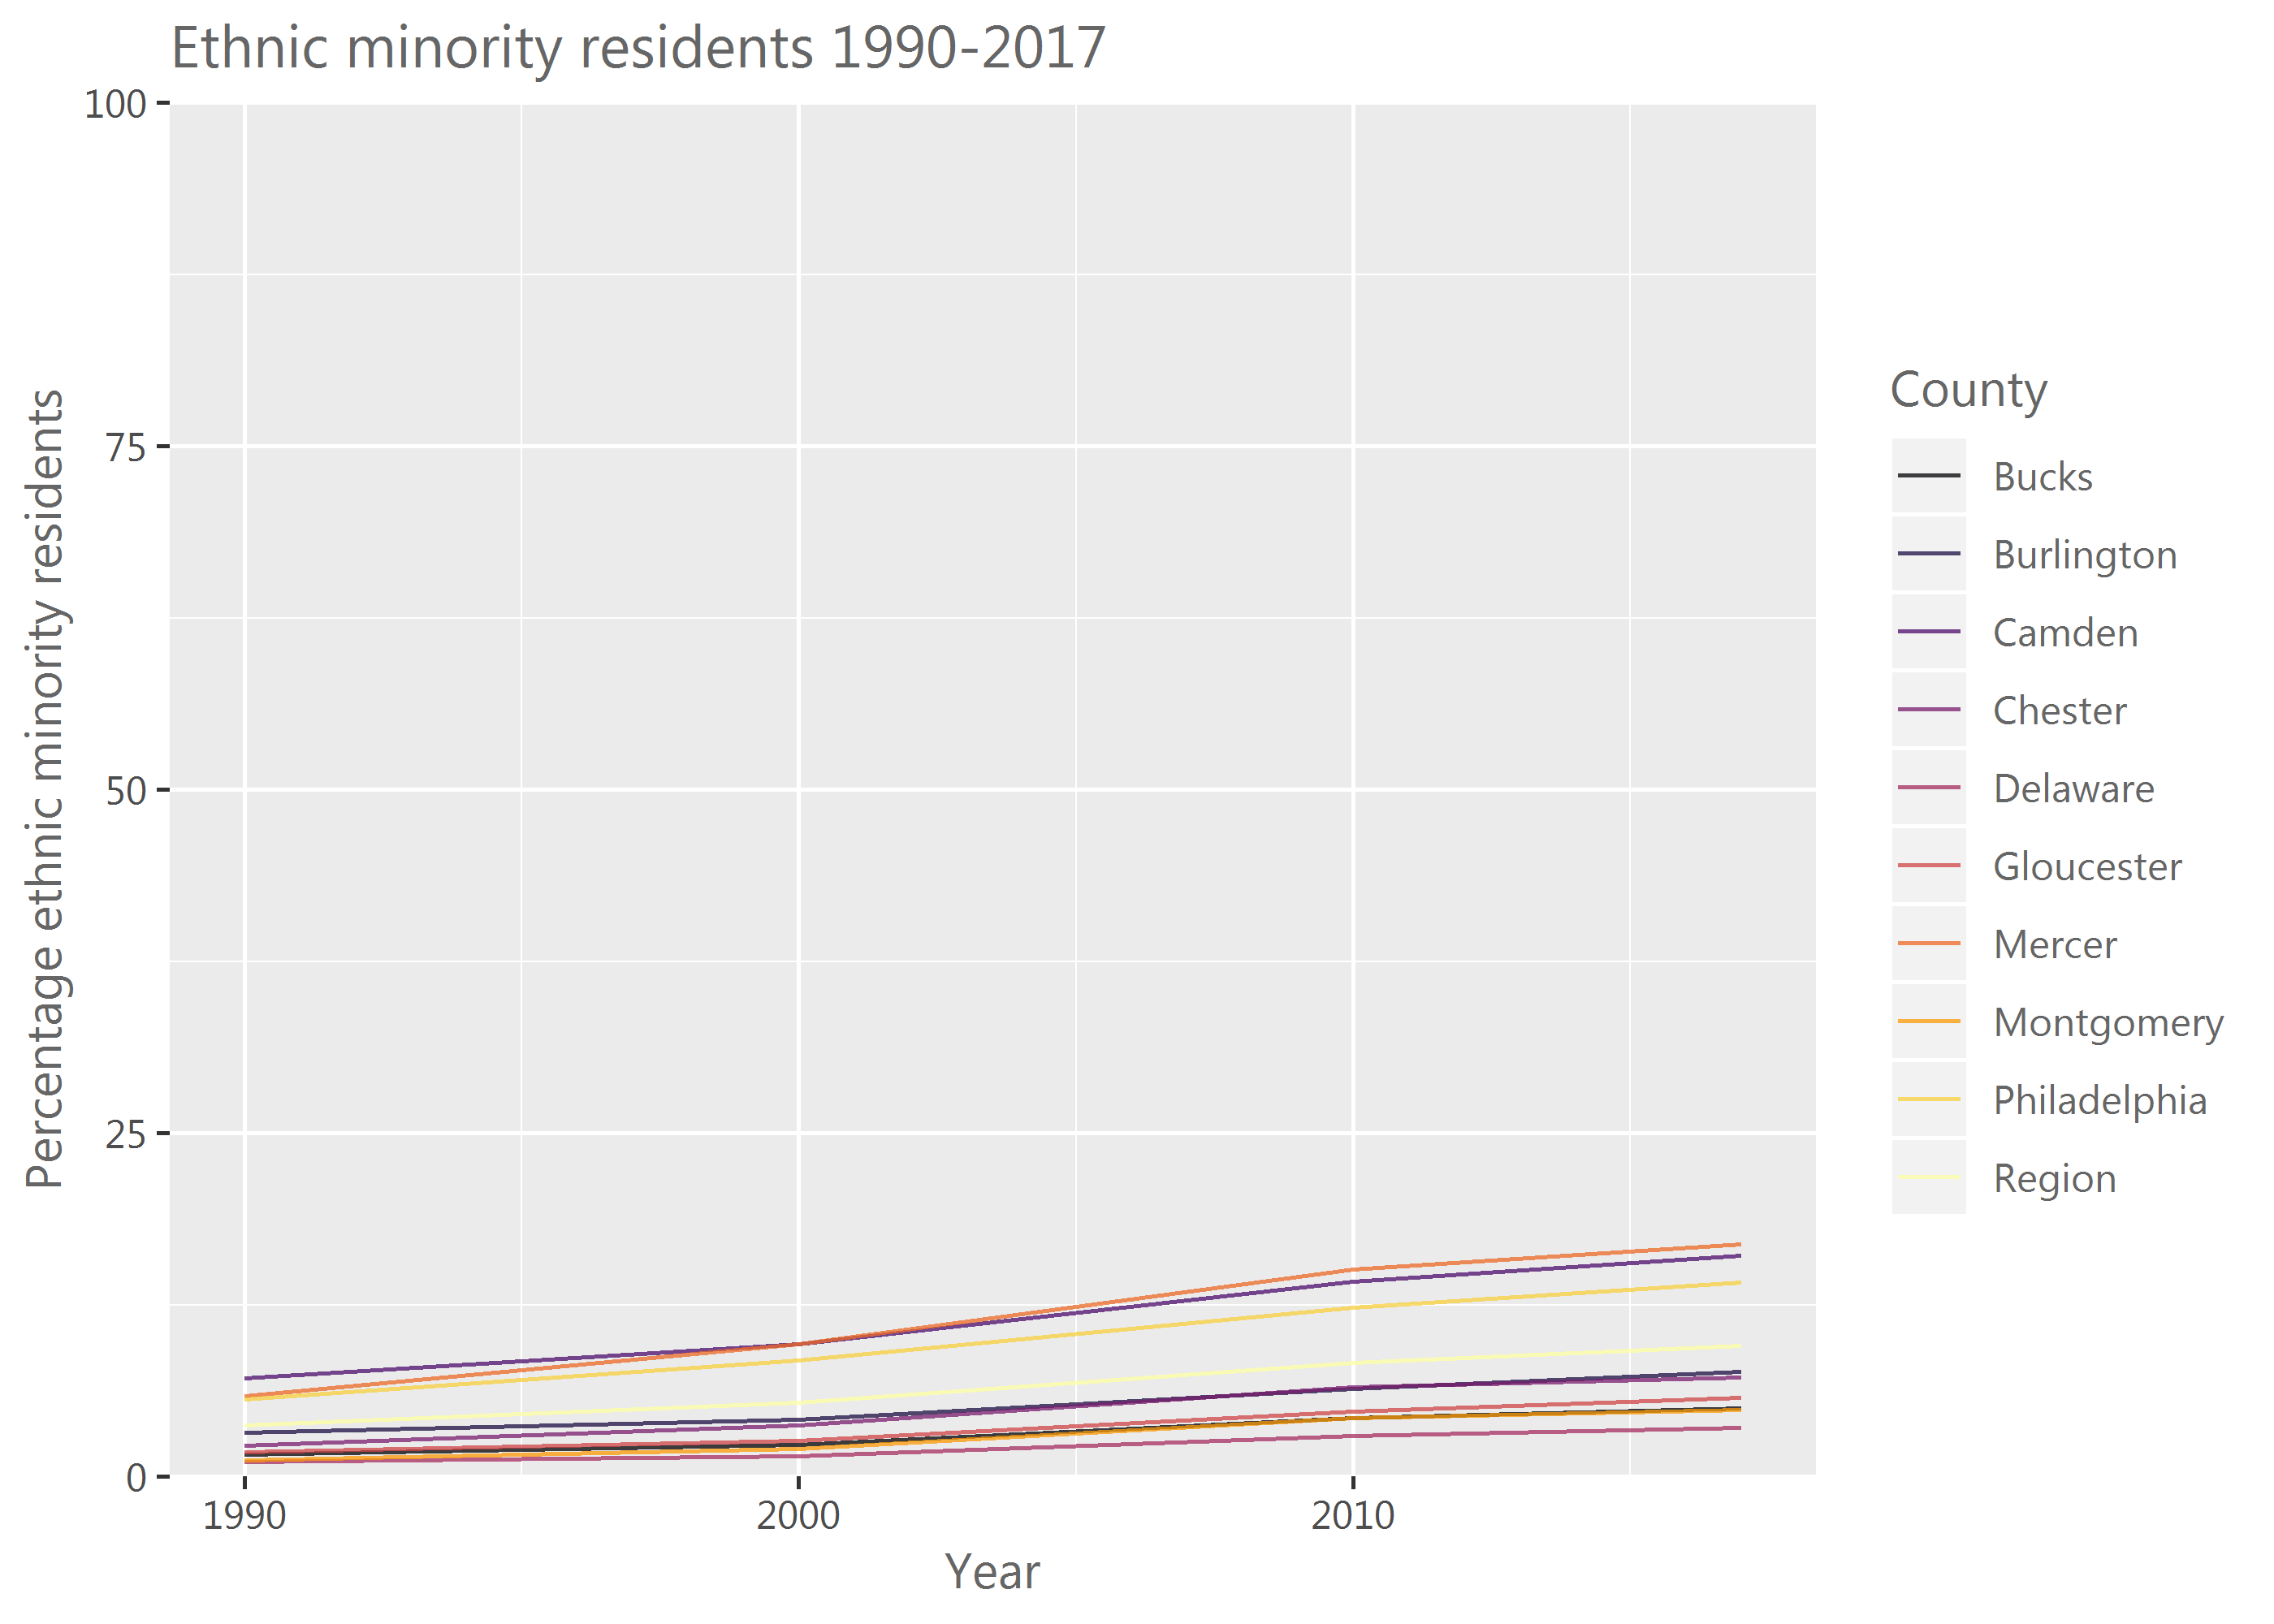 Ethnic minority residents 1990-2017
Percentage ethnic minority residents
100
75
50
25
0
1990
2000
2010
Year
County
Bucks
Burlington
Camden
Chester
Delaware
Gloucester
Mercer
Montgomery
Philadelphia
Region